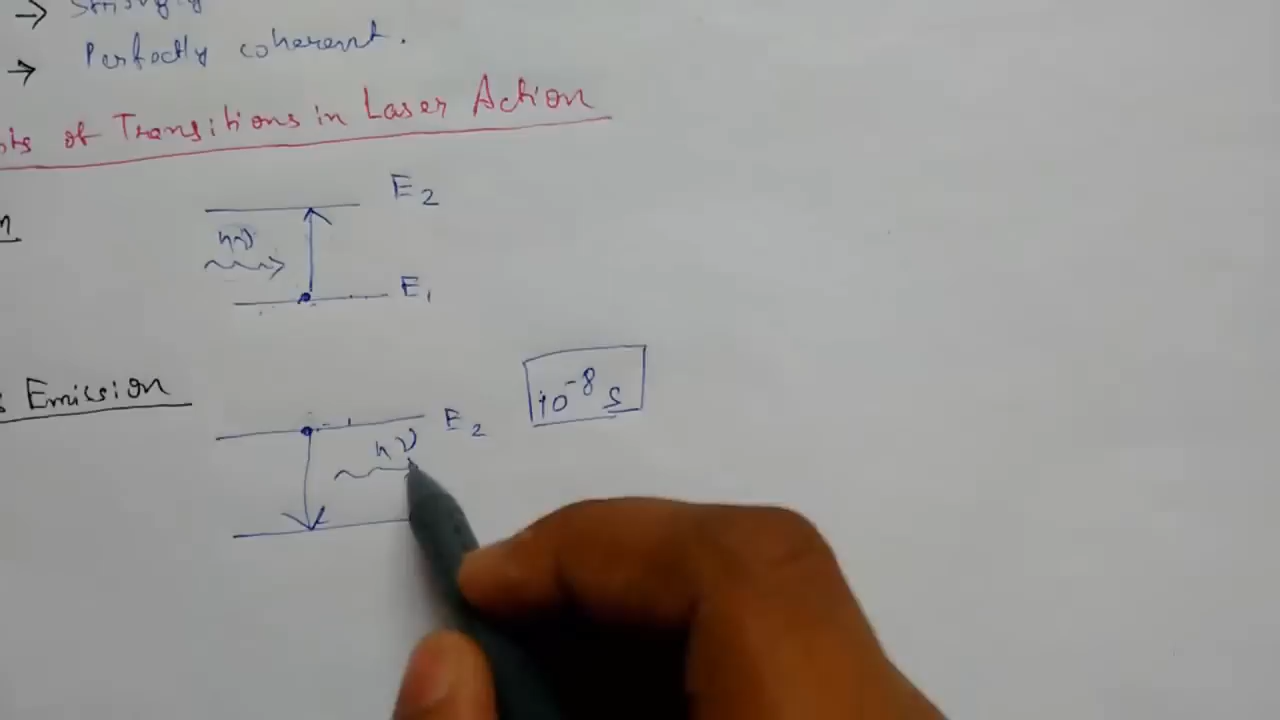 →
→ Perfectly coherent.
of Transitions in Laser Action
E2
hν
E1
Emission
10⁻⁸ s
E2
hν